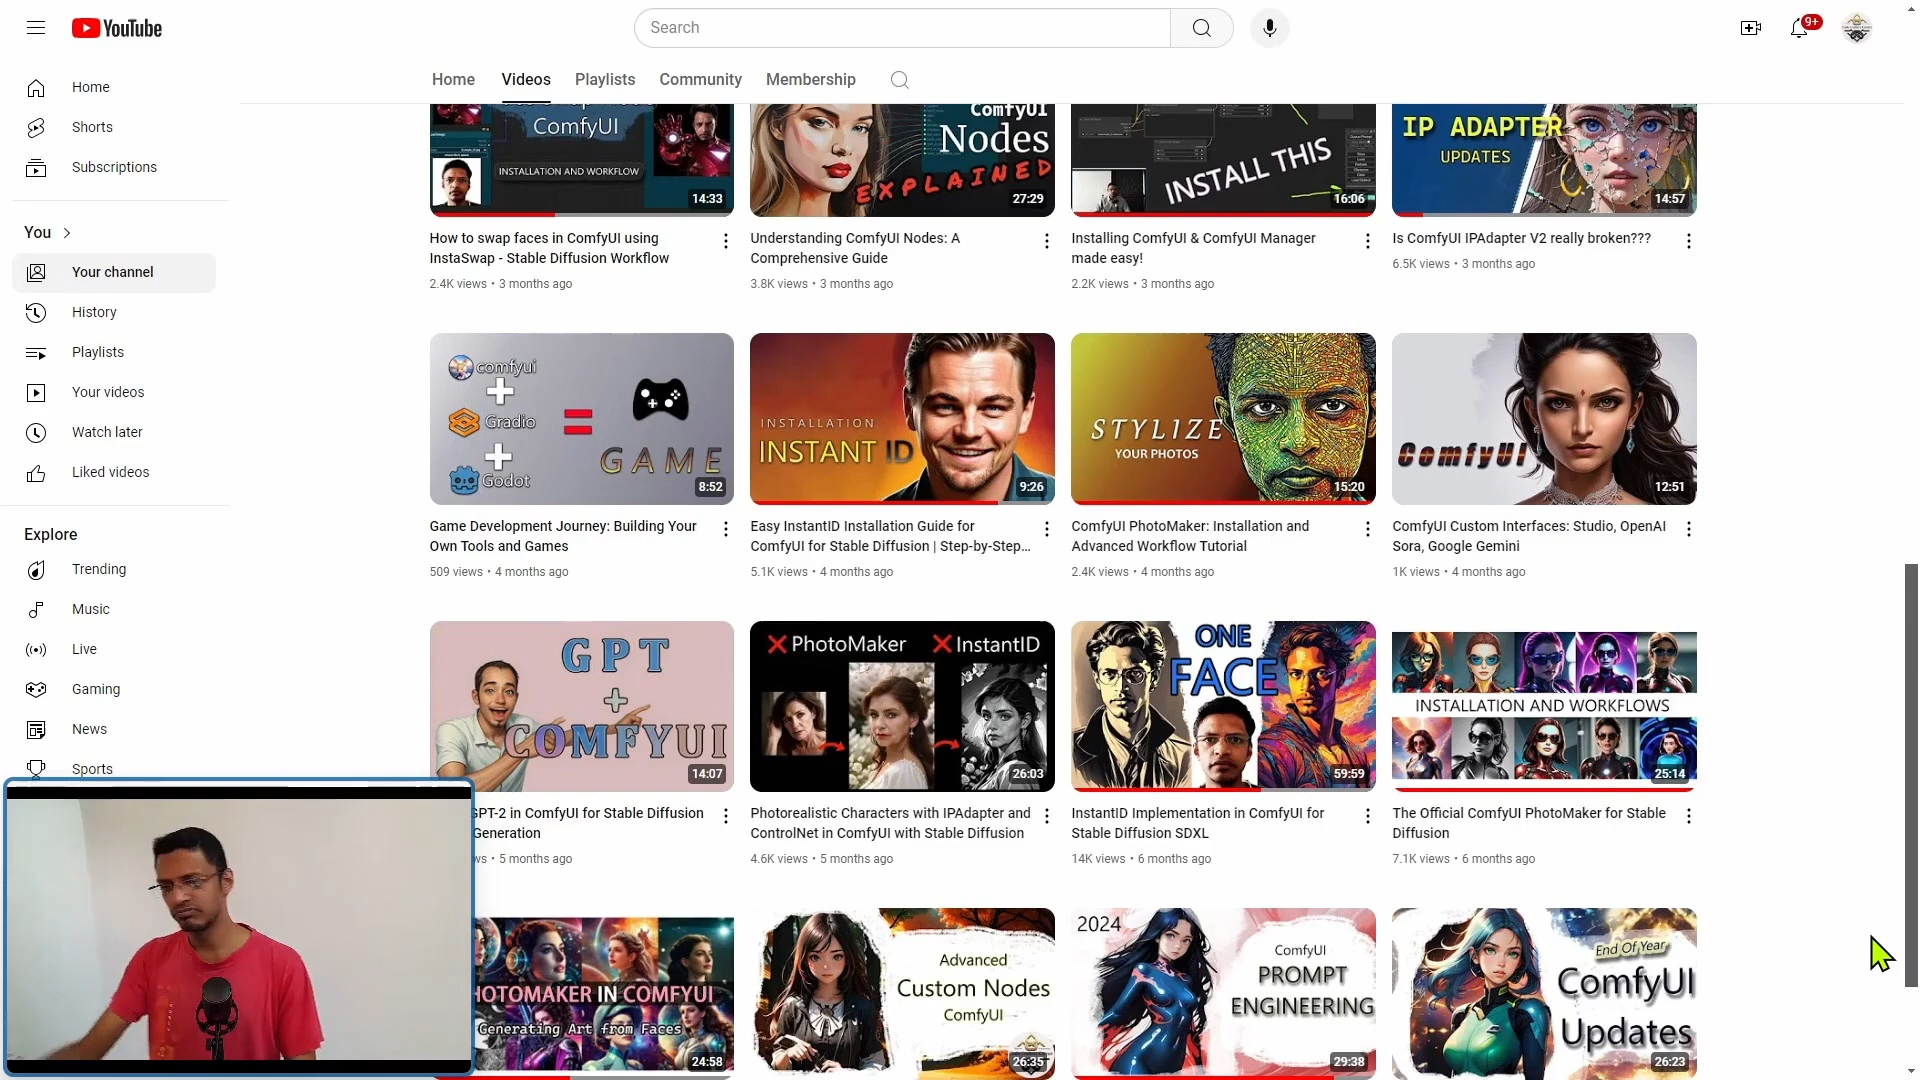 YouTube
Search
9+
Home
Shorts
Subscriptions
You
Your channel
History
Playlists
Your videos
Watch later
Liked videos
Explore
Trending
Music
Live
Gaming
News
Sports
Home Videos Playlists Community Membership
ComfyUI
INSTALLATION AND WORKFLOW
14:33
How to swap faces in ComfyUI using
InstaSwap - Stable Diffusion Workflow
2.4K views • 3 months ago
ComfyUI
Nodes
EXPLAINED
27:29
Understanding ComfyUI Nodes: A
Comprehensive Guide
3.8K views • 3 months ago
INSTALL THIS
16:06
Installing ComfyUI & ComfyUI Manager
made easy!
2.2K views • 3 months ago
IP ADAPTER
UPDATES
14:57
Is ComfyUI IPAdapter V2 really broken???
6.5K views • 3 months ago
comfyui
Gradio
Godot
GAME
8:52
Game Development Journey: Building Your
Own Tools and Games
509 views • 4 months ago
INSTALLATION
INSTANT ID
9:26
Easy InstantID Installation Guide for
ComfyUI for Stable Diffusion | Step-by-Step...
5.1K views • 4 months ago
STYLIZE
YOUR PHOTOS
15:20
ComfyUI PhotoMaker: Installation and
Advanced Workflow Tutorial
2.4K views • 4 months ago
ComfyUI
12:51
ComfyUI Custom Interfaces: Studio, OpenAI
Sora, Google Gemini
1K views • 4 months ago
GPT
+
COMFYUI
14:07
GPT-2 in ComfyUI for Stable Diffusion
Generation
ws • 5 months ago
PhotoMaker InstantID
26:03
Photorealistic Characters with IPAdapter and
ControlNet in ComfyUI with Stable Diffusion
4.6K views • 5 months ago
ONE
FACE
59:59
InstantID Implementation in ComfyUI for
Stable Diffusion SDXL
14K views • 6 months ago
INSTALLATION AND WORKFLOWS
25:14
The Official ComfyUI PhotoMaker for Stable
Diffusion
7.1K views • 6 months ago
HOTOMAKER IN COMFYUI
Generating Art from Faces
24:58
Advanced
Custom Nodes
ComfyUI
26:35
2024
ComfyUI
PROMPT
ENGINEERING
29:38
End Of Year
ComfyUI
Updates
26:23